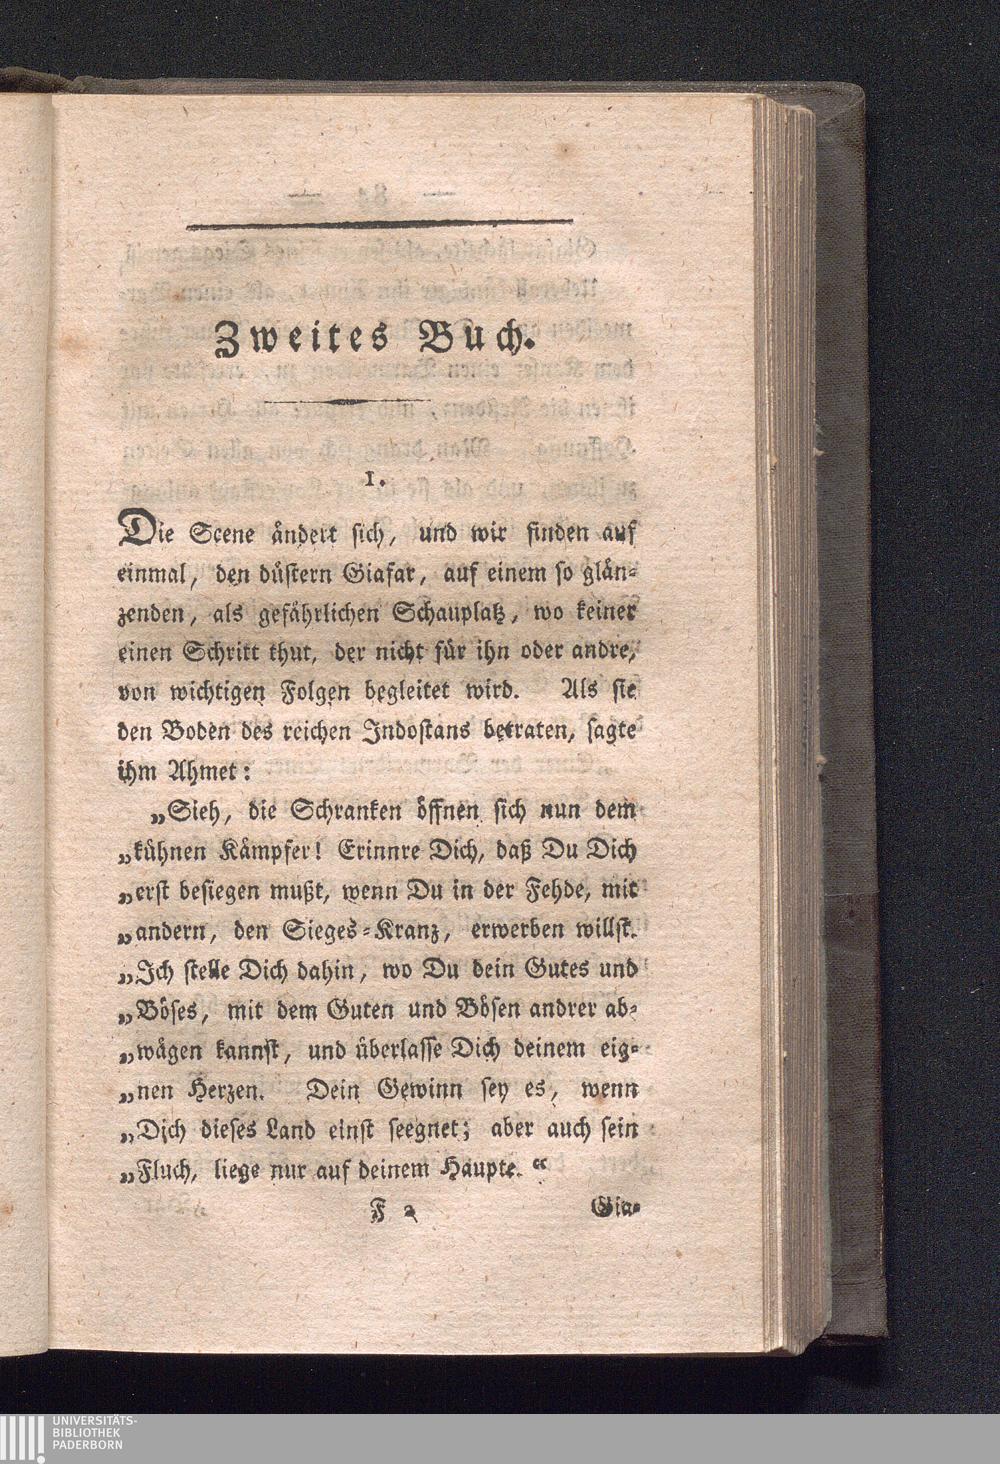 Zweites Buch.
1.
Die Scene ändert sich, und wir finden auf
einmal, den düstern Giafar, auf einem so glän-
zenden, als gefährlichen Schauplatz, wo keiner
einen Schritt thut, der nicht für ihn oder andre,
von wichtigen Folgen begleitet wird. Als sie
den Boden des reichen Indostans betraten, sagte
ihm Ahmet:
„Sieh, die Schranken öffnen sich nun dem
„kühnen Kämpfer! Erinnre Dich, daß Du Dich
„erst besiegen mußt, wenn Du in der Fehde, mit
„andern, den Sieges-Kranz, erwerben willst.
„Ich stelle Dich dahin, wo Du dein Gutes und
„Böses, mit dem Guten und Bösen andrer ab-
„wägen kannst, und überlasse Dich deinem eig-
„nen Herzen. Dein Gewinn sey es, wenn
„Dich dieses Land einst seegnet; aber auch sein
„Fluch, liege nur auf deinem Haupte.“
F 2 Gia-
UNIVERSITÄTS-
BIBLIOTHEK
PADERBORN